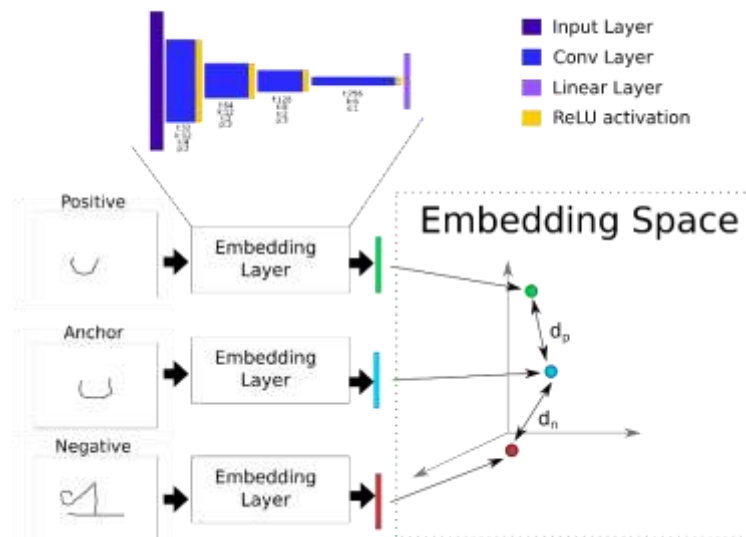 Input Layer
Conv Layer
Linear Layer
ReLU activation
Positive
Embedding
Layer
Embedding Space
Anchor
Embedding
Layer
dp
Negative
Embedding
Layer
dn